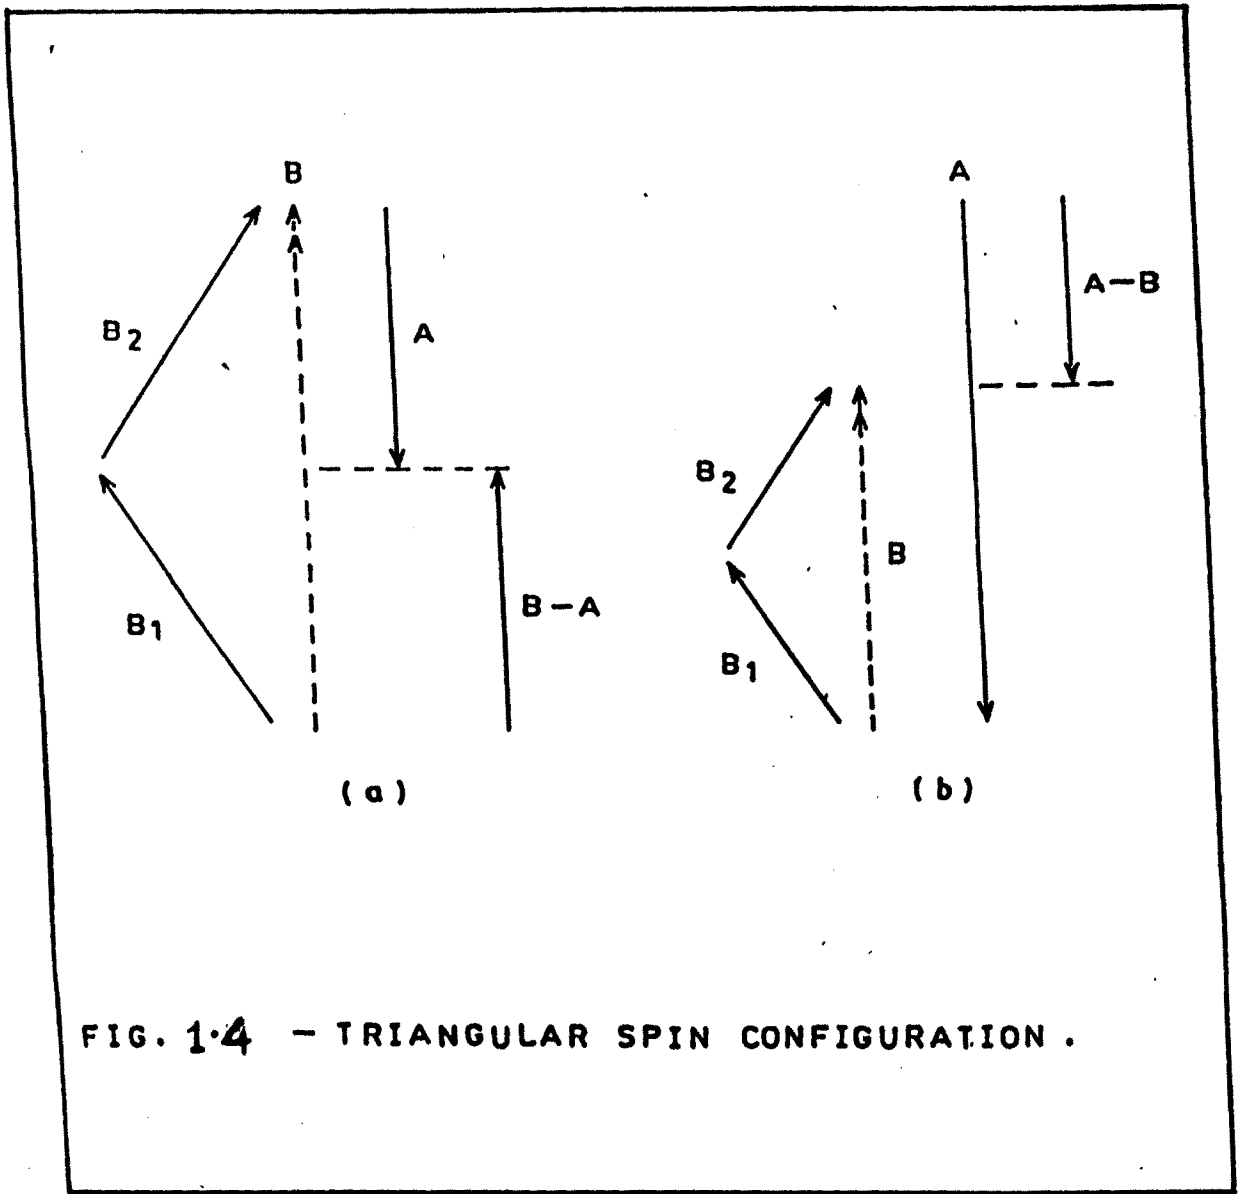 B
B2
A
B1
B-A
(a)
A
A-B
B2
B
B1
(b)
FIG. 1.4 - TRIANGULAR SPIN CONFIGURATION.